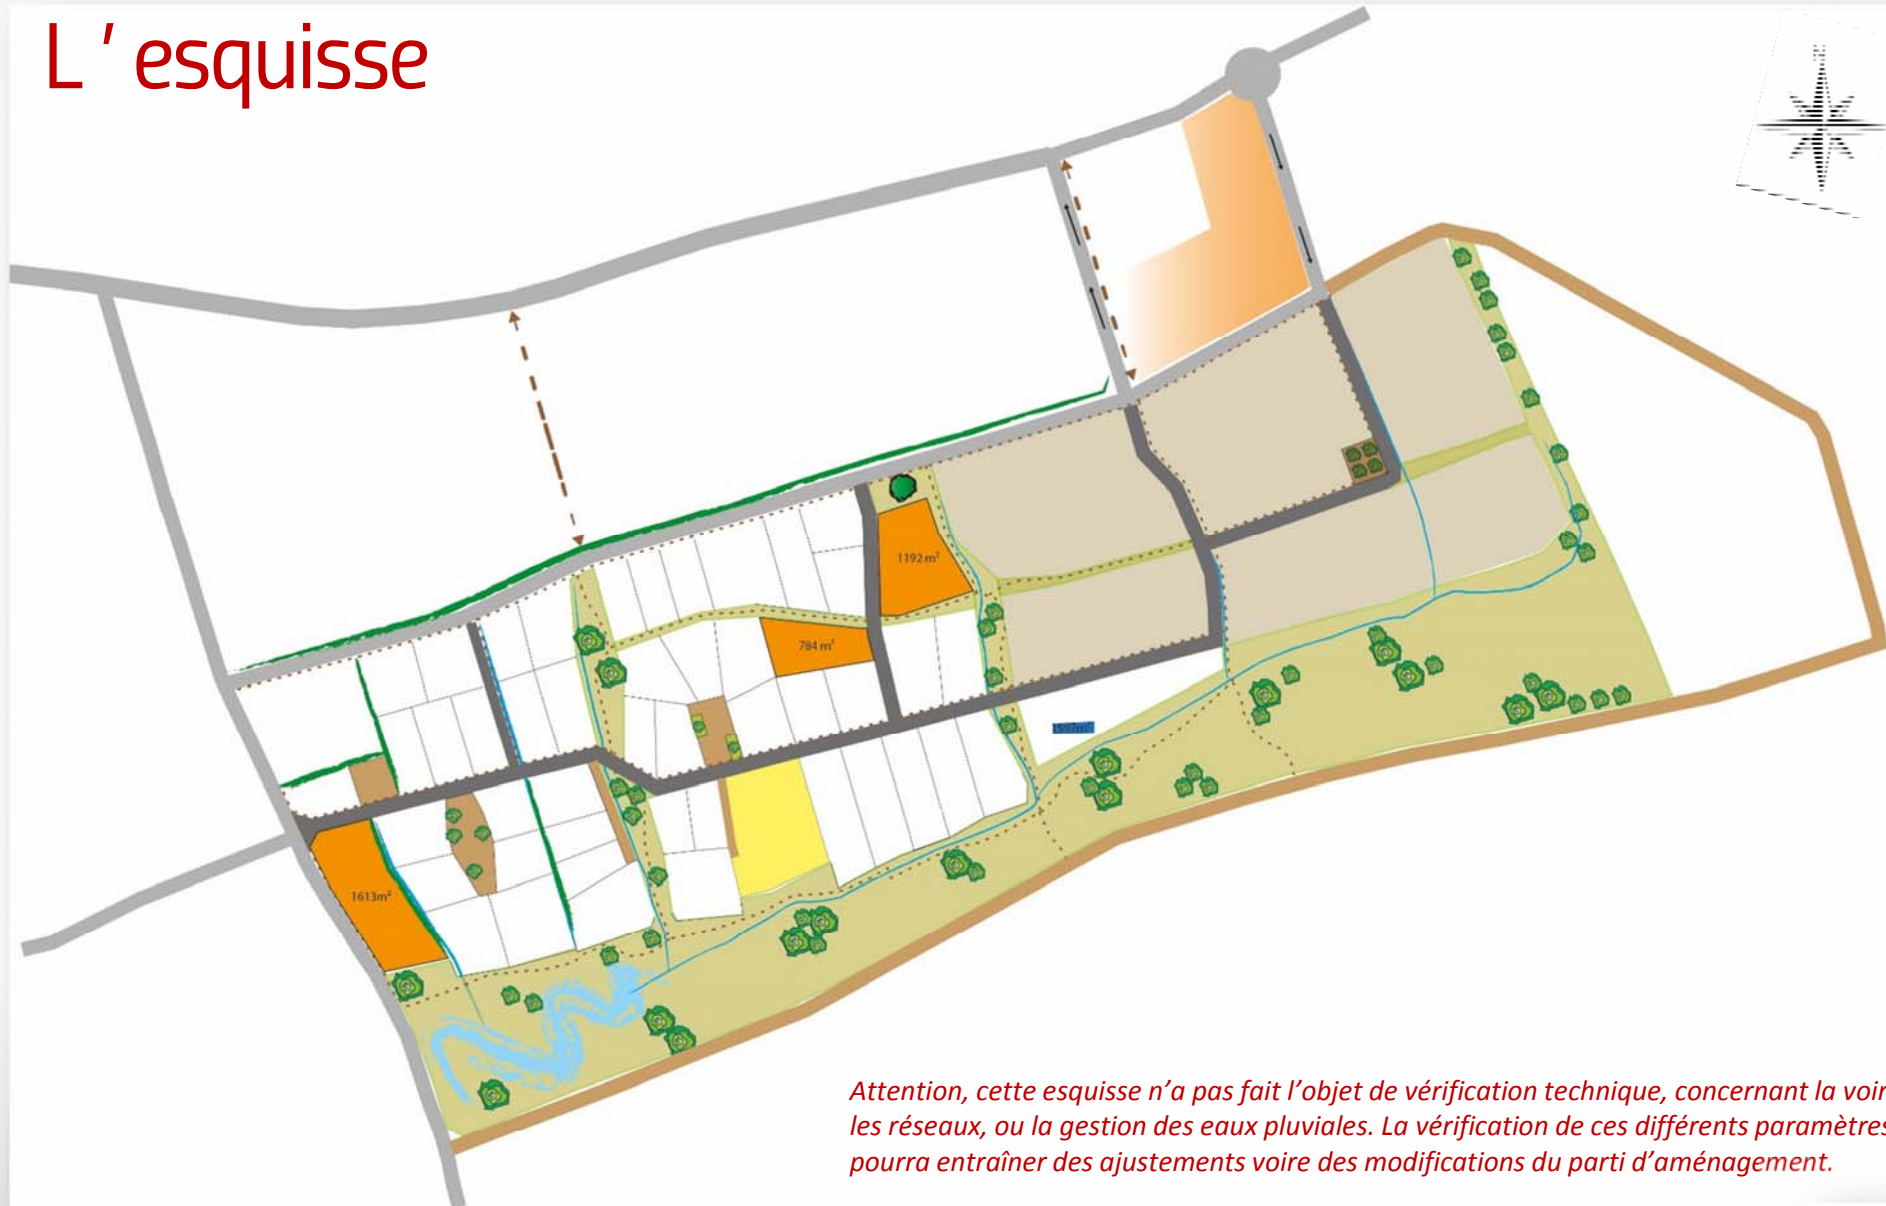 L ’ esquisse
1192 m²
784 m²
1613m²
Attention, cette esquisse n’a pas fait l’objet de vérification technique, concernant la voir
les réseaux, ou la gestion des eaux pluviales. La vérification de ces différents paramètres
pourra entraîner des ajustements voire des modifications du parti d’aménagement.